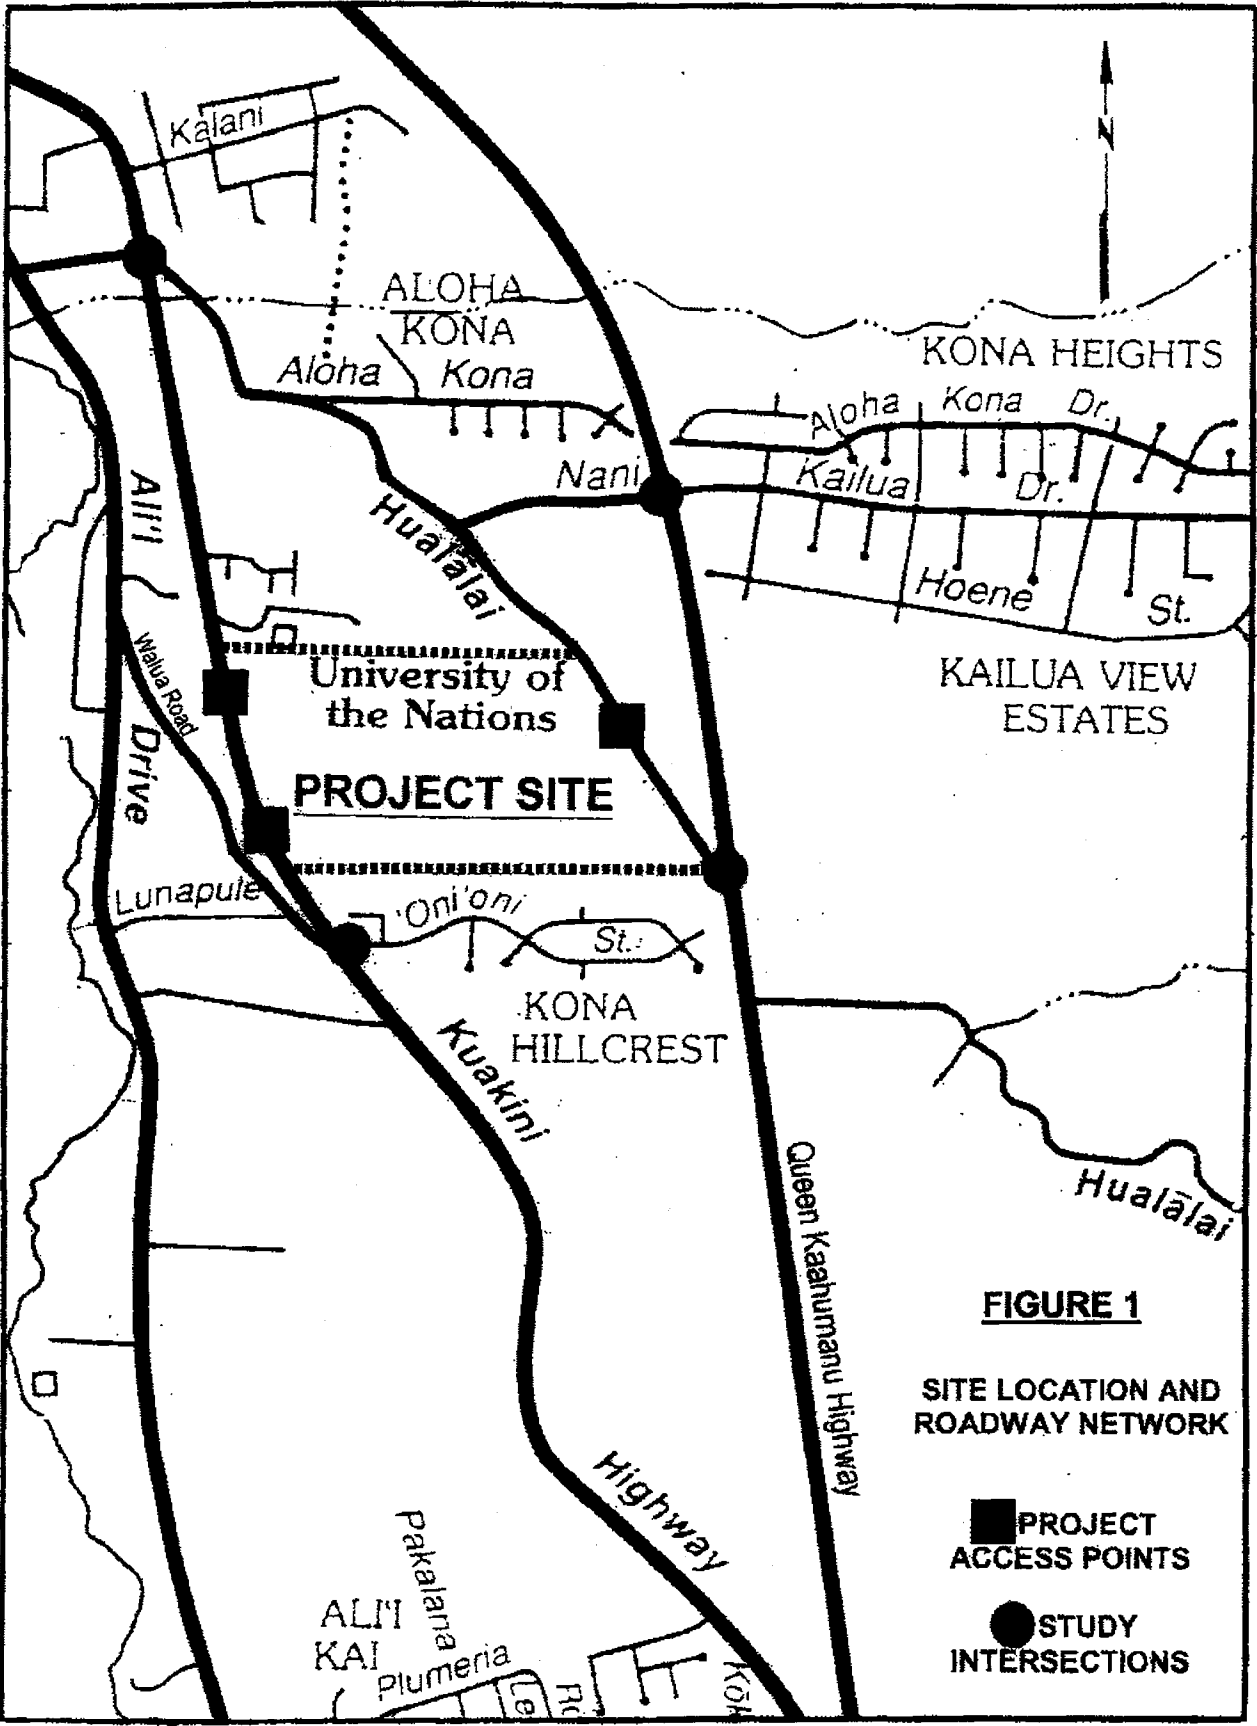 Kalani
N
ALOHA
KONA
KONA HEIGHTS
Aloha Kona
Aloha Kona Dr.
Nani Kailua Dr.
Ali'i
Hualālai
Hoene St.
Walua Road
University of
the Nations
KAILUA VIEW
ESTATES
Drive
PROJECT SITE
Lunapule
'Oni'oni
St.
KONA
HILLCREST
Kuakini
Queen Kaahumanu Highway
Hualālai
FIGURE 1
SITE LOCATION AND
ROADWAY NETWORK
Highway
PROJECT
ACCESS POINTS
Pakalana
ALI'I
KAI
STUDY
INTERSECTIONS
Plumeria